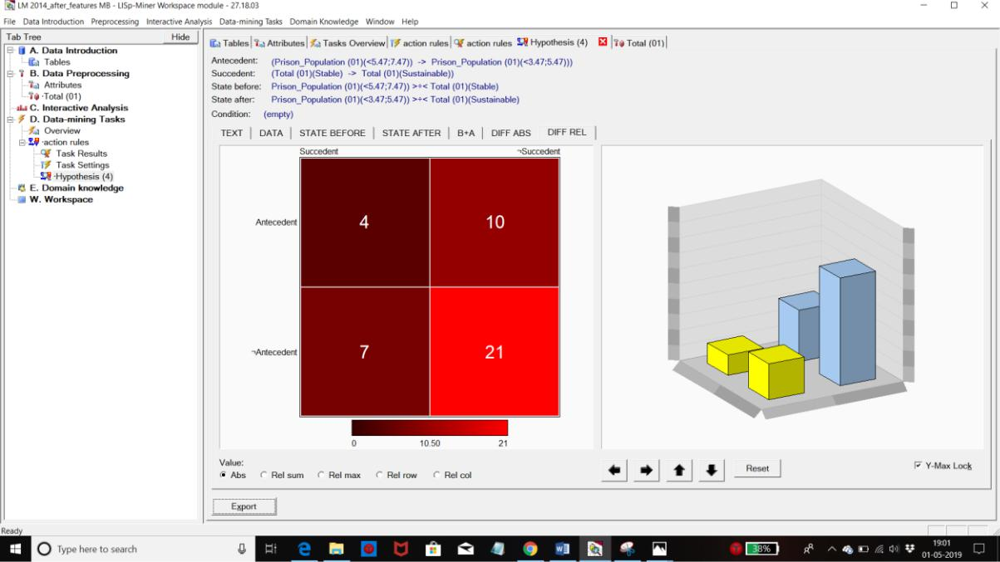 LM 2014_after_features MB - LISp-Miner Workspace module - 27.18.03
File Data Introduction Preprocessing Interactive Analysis Data-mining Tasks Domain Knowledge Window Help
Tab Tree Hide
A. Data Introduction
Tables
B. Data Preprocessing
Attributes
·Total (01)
C. Interactive Analysis
D. Data-mining Tasks
Overview
·action rules
Task Results
Task Settings
·Hypothesis (4)
E. Domain knowledge
W. Workspace
Tables Attributes Tasks Overview action rules action rules Hypothesis (4) Total (01)
Antecedent: (Prison_Population (01)(<5.47;7.47)) -> Prison_Population (01)(<3.47;5.47)))
Succedent: (Total (01)(Stable) -> Total (01)(Sustainable))
State before: Prison_Population (01)(<5.47;7.47)) >÷< Total (01)(Stable)
State after: Prison_Population (01)(<3.47;5.47)) >÷< Total (01)(Sustainable)
Condition: (empty)
TEXT DATA STATE BEFORE STATE AFTER B+A DIFF ABS DIFF REL
Succedent ¬Succedent
Antecedent 4 10
¬Antecedent 7 21
0 10.50 21
Value:
Abs Rel sum Rel max Rel row Rel col
Reset
Y-Max Lock
Export
Ready
Type here to search
38%
19:01
01-05-2019